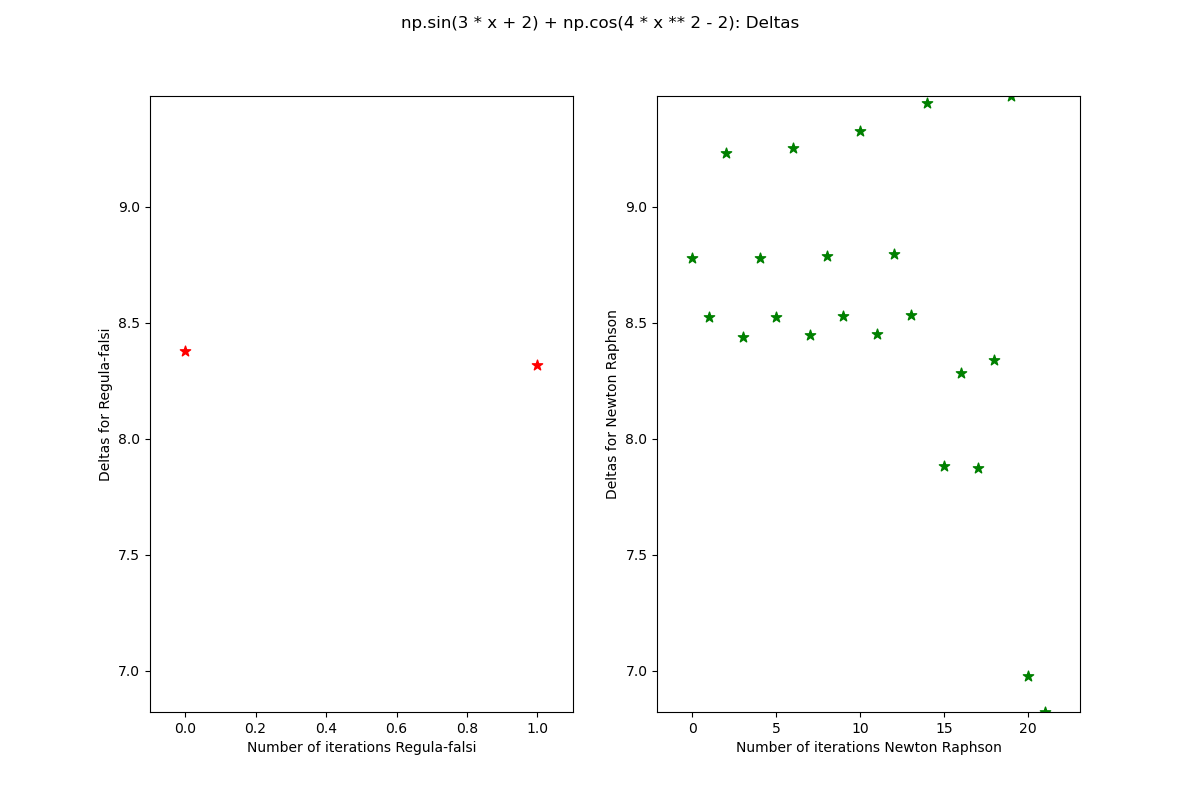 np.sin(3 * x + 2) + np.cos(4 * x ** 2 - 2): Deltas
Deltas for Regula-falsi
9.0
8.5
8.0
7.5
7.0
0.0 0.2 0.4 0.6 0.8 1.0
Number of iterations Regula-falsi
Deltas for Newton Raphson
9.0
8.5
8.0
7.5
7.0
0 5 10 15 20
Number of iterations Newton Raphson